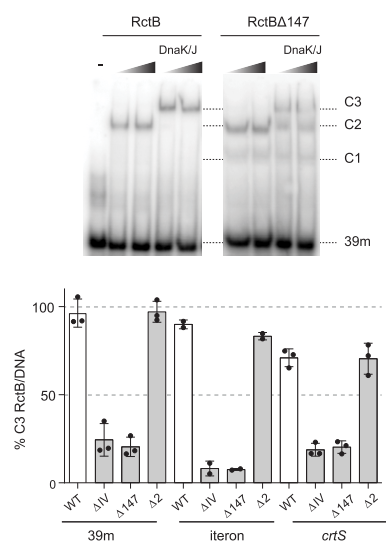 RctB RctBΔ147
DnaK/J DnaK/J
-
C3
C2
C1
39m
% C3 RctB/DNA
100
50
0
WT ΔIV Δ147 Δ2 WT ΔIV Δ147 Δ2 WT ΔIV Δ147 Δ2
39m iteron crtS